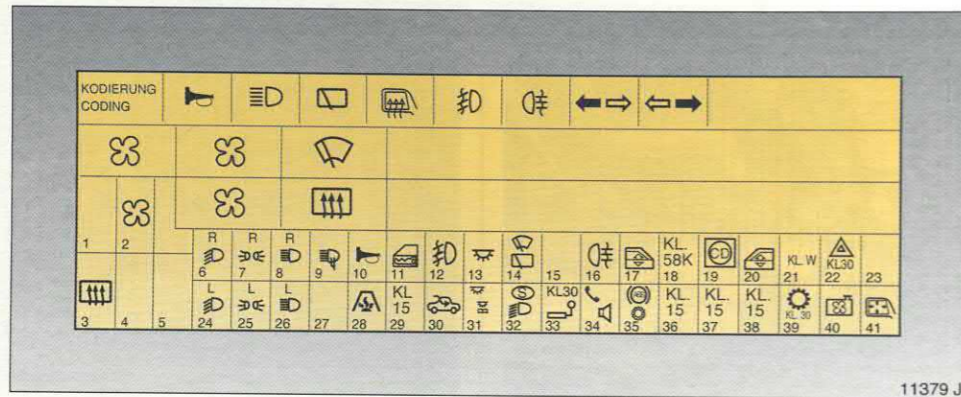 KODIERUNG
CODING
1 2
R R R
6 7 8 9 10 11 12 13 14 15 16 17 KL. 58K 18 CD 19 20 KL. W 21 KL30 22 23
3 4 5
L L L
24 25 26 27 28 KL 15 29 30 31 S 32 KL30 33 34 35 KL. 15 36 KL. 15 37 KL. 15 38 KL. 30 39 40 41
11379 J